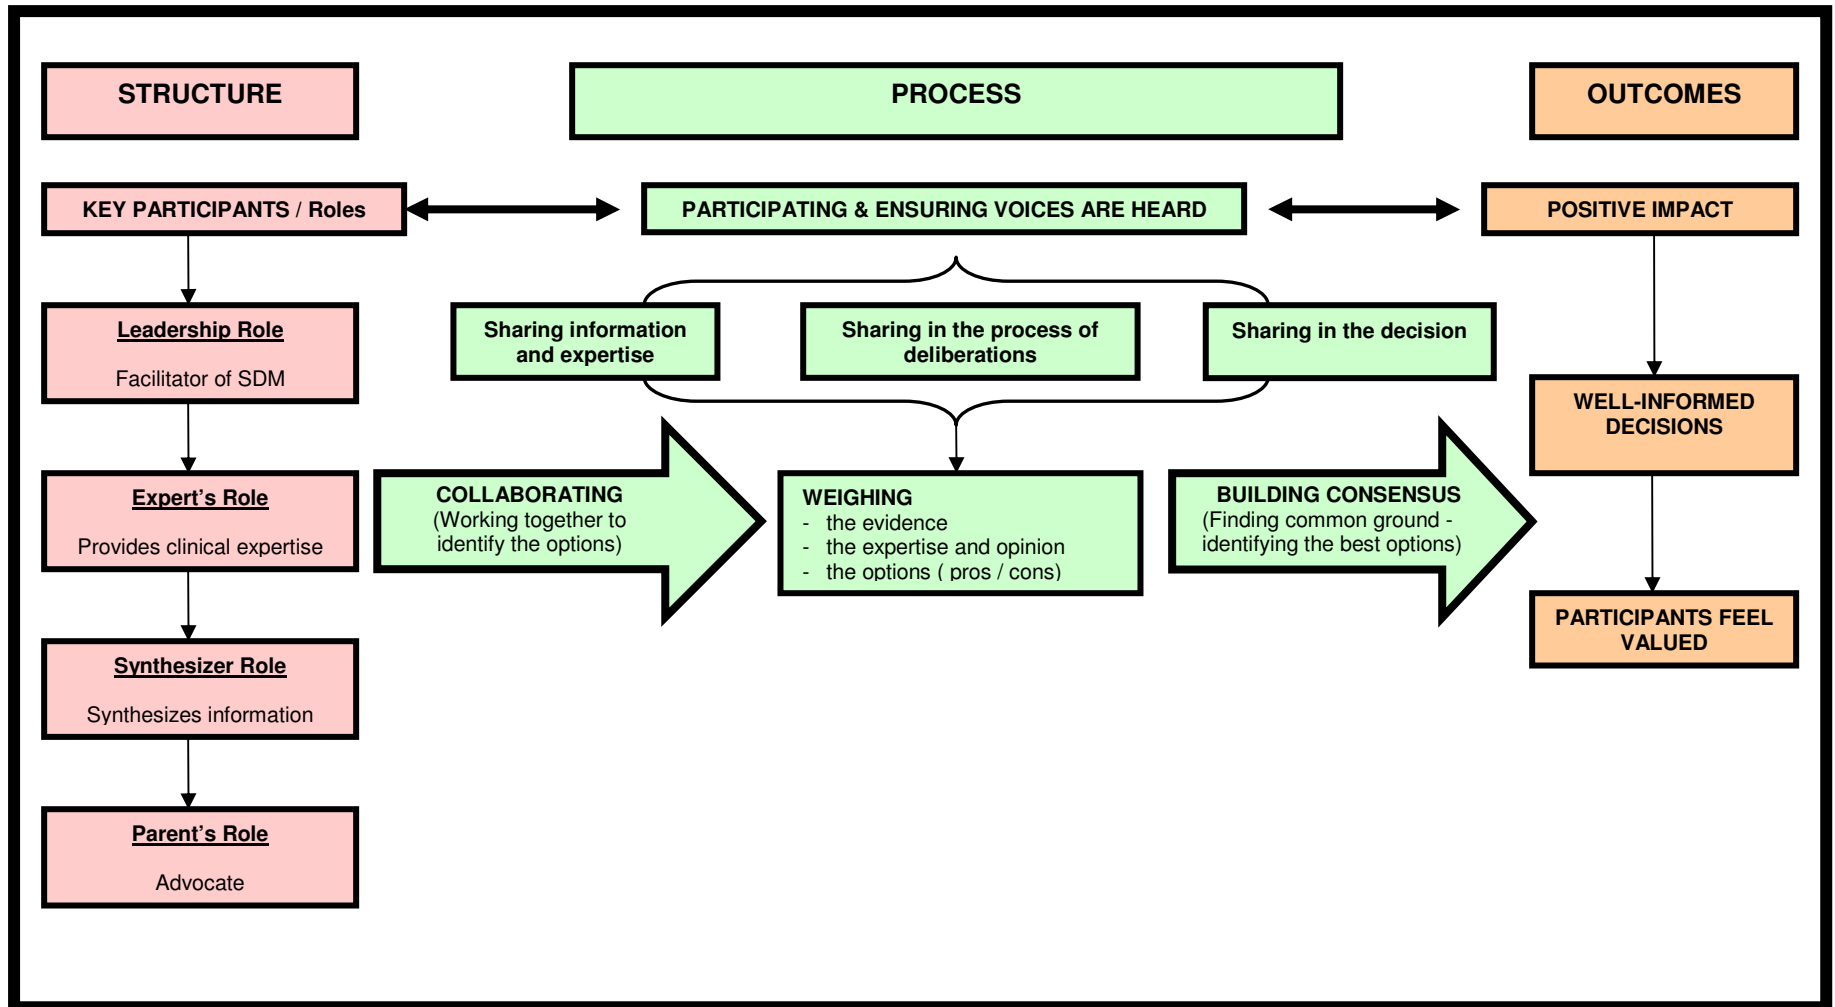 STRUCTURE
PROCESS
OUTCOMES
KEY PARTICIPANTS / Roles
PARTICIPATING & ENSURING VOICES ARE HEARD
POSITIVE IMPACT
Leadership Role
Facilitator of SDM
Sharing information
and expertise
Sharing in the process of
deliberations
Sharing in the decision
WELL-INFORMED
DECISIONS
Expert's Role
Provides clinical expertise
COLLABORATING
(Working together to
identify the options)
WEIGHING
- the evidence
- the expertise and opinion
- the options ( pros / cons)
BUILDING CONSENSUS
(Finding common ground -
identifying the best options)
PARTICIPANTS FEEL
VALUED
Synthesizer Role
Synthesizes information
Parent's Role
Advocate